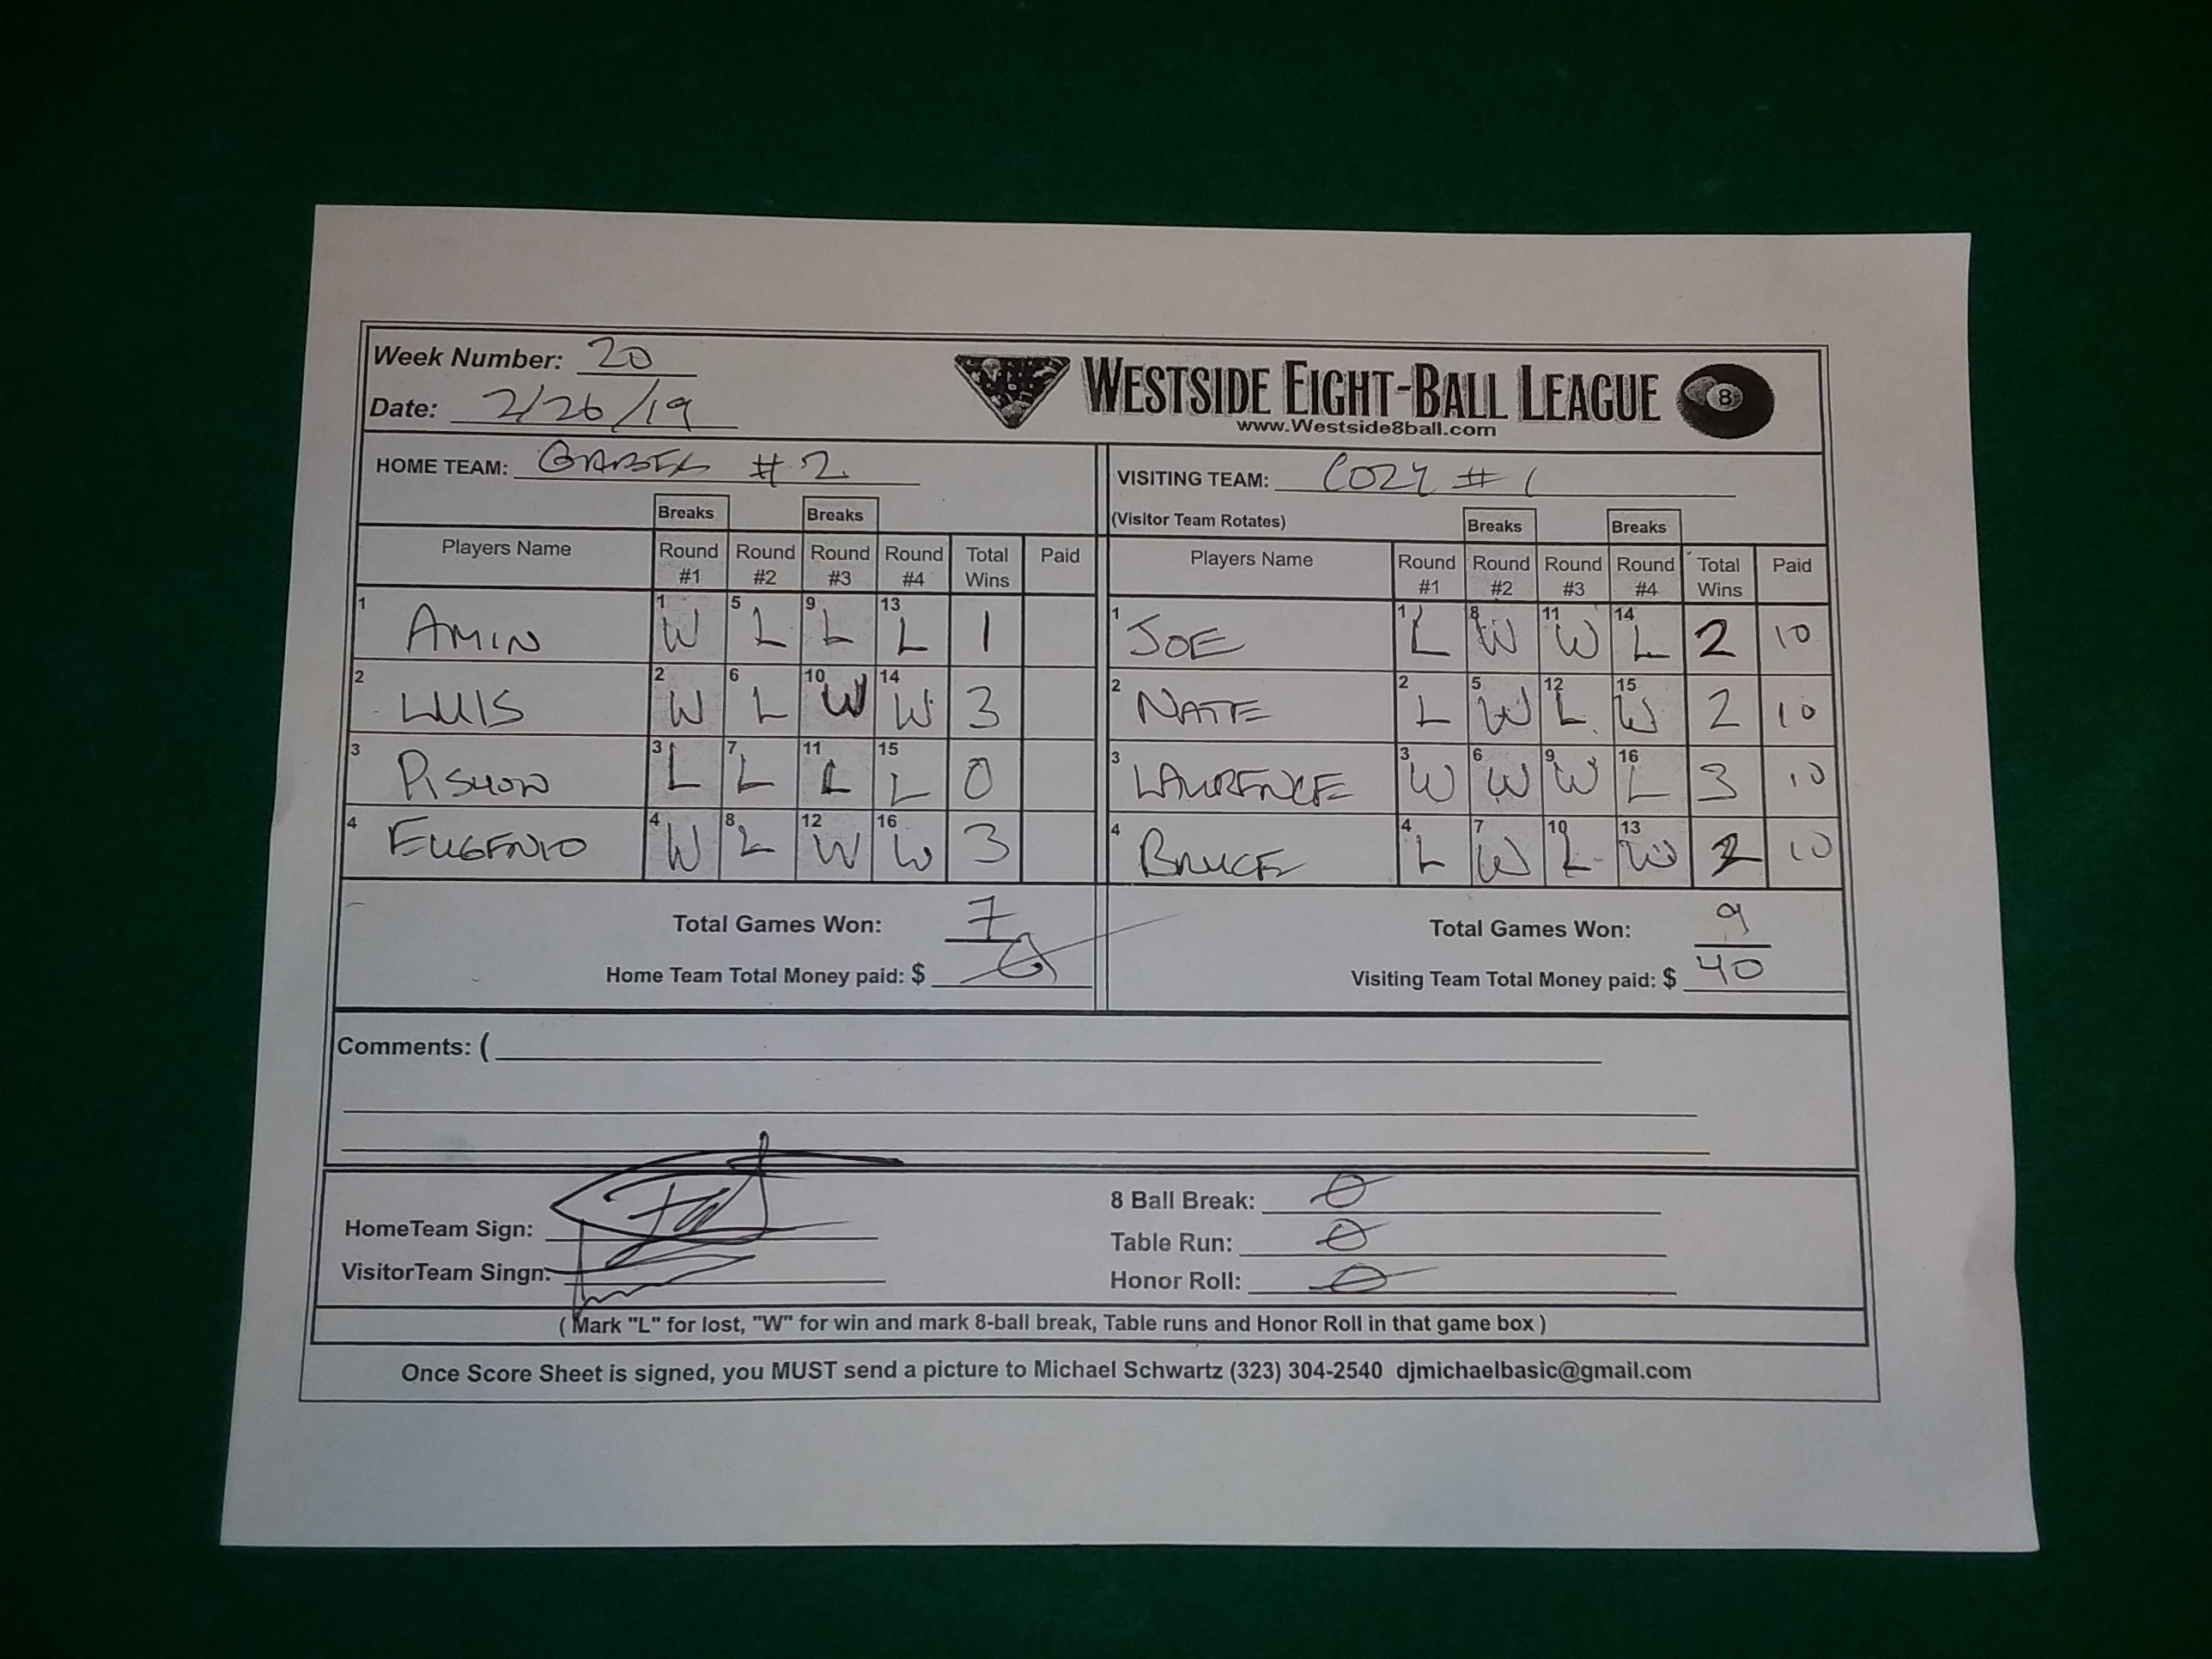 Week Number: 20
Date: 2/26/19
WESTSIDE EIGHT-BALL LEAGUE 8
www.Westside8ball.com
HOME TEAM: #2 VISITING TEAM: COZY #1
(Visitor Team Rotates)
Breaks Breaks Breaks Breaks
Players Name Round #1 Round #2 Round #3 Round #4 Total Wins Paid Players Name Round #1 Round #2 Round #3 Round #4 Total Wins Paid
1 AMIN 1 W 5 L 9 L 13 L 1 1 JOE 1 L 8 W 11 W 14 L 2 10
2 LUIS 2 W 6 L 10 W 14 W 3 2 NATE 2 L 5 W 12 L 15 W 2 10
3 PISHON 3 L 7 L 11 L 15 L 0 3 LAURENCE 3 W 6 W 9 W 16 L 3 10
4 EUGENIO 4 W 8 L 12 W 16 W 3 4 BRUCE 4 L 7 W 10 L 13 W 2 10
Total Games Won: 7 Total Games Won: 9
Home Team Total Money paid: $ 0 Visiting Team Total Money paid: $ 40
Comments: (
HomeTeam Sign: 8 Ball Break: 0
Table Run: 0
VisitorTeam Singn: Honor Roll: 0
( Mark "L" for lost, "W" for win and mark 8-ball break, Table runs and Honor Roll in that game box )
Once Score Sheet is signed, you MUST send a picture to Michael Schwartz (323) 304-2540 djmichaelbasic@gmail.com